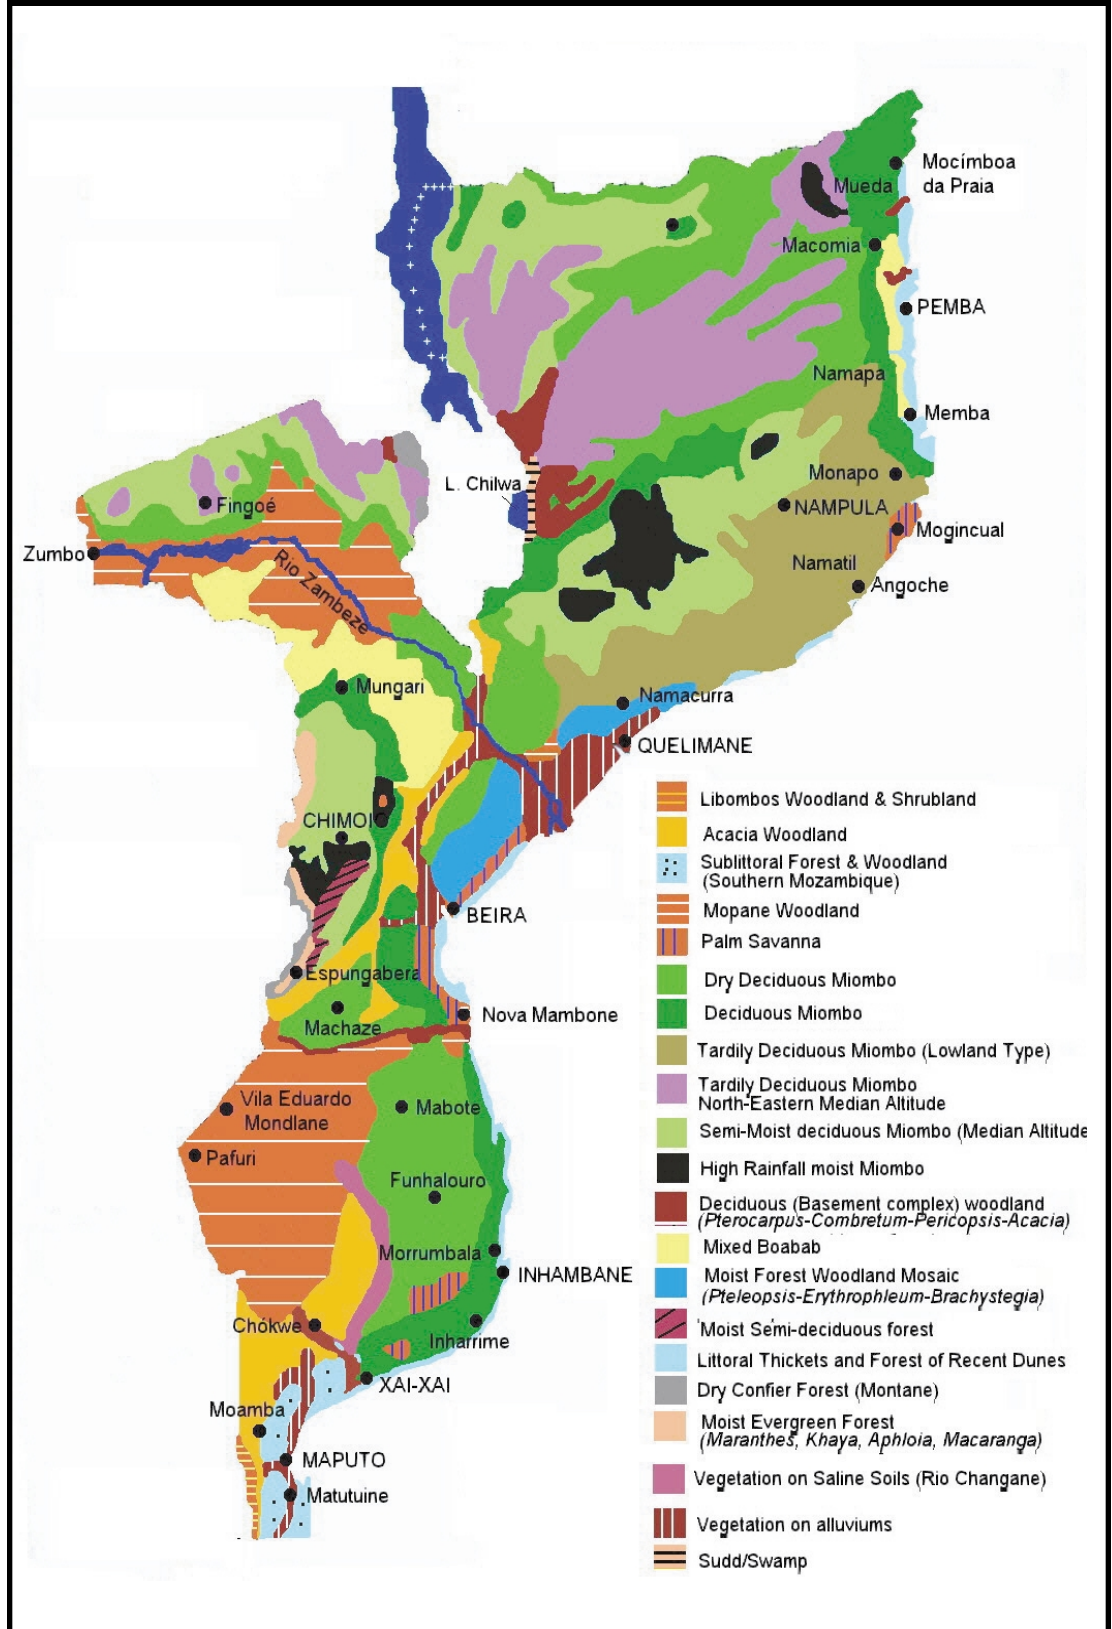 Mocímboa
da Praia
Mueda
Macomia
PEMBA
Namapa
Memba
Monapo
L. Chilwa
NAMPULA
Fingoé
Mogincual
Zumbo
Rio Zambeze
Namatil
Angoche
Mungari
Namacurra
QUELIMANE
CHIMOIO
BEIRA
Espungabera
Nova Mambone
Machaze
Vila Eduardo
Mondlane
Mabote
Pafuri
Funhalouro
Morrumbala
INHAMBANE
Chókwe
Inharrime
XAI-XAI
Moamba
MAPUTO
Matutuine
Libombos Woodland & Shrubland
Acacia Woodland
Sublittoral Forest & Woodland
(Southern Mozambique)
Mopane Woodland
Palm Savanna
Dry Deciduous Miombo
Deciduous Miombo
Tardily Deciduous Miombo (Lowland Type)
Tardily Deciduous Miombo
North-Eastern Median Altitude
Semi-Moist deciduous Miombo (Median Altitude
High Rainfall moist Miombo
Deciduous (Basement complex) woodland
(Pterocarpus-Combretum-Pericopsis-Acacia)
Mixed Boabab
Moist Forest Woodland Mosaic
(Pteleopsis-Erythrophleum-Brachystegia)
Moist Semi-deciduous forest
Littoral Thickets and Forest of Recent Dunes
Dry Confier Forest (Montane)
Moist Evergreen Forest
(Maranthes, Khaya, Aphloia, Macaranga)
Vegetation on Saline Soils (Rio Changane)
Vegetation on alluviums
Sudd/Swamp